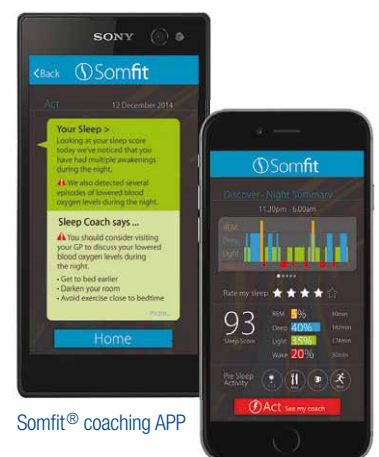 SONY
Back
Somfit
Act
12 December 2014
Your Sleep >
Looking at your sleep score
today we've noticed that you
have had multiple awakenings
during the night.
We also detected several
episodes of lowered blood
oxygen levels during the night.
Sleep Coach says ...
You should consider visiting
your GP to discuss your lowered
blood oxygen levels during
the night.
• Get to bed earlier
• Darken your room
• Avoid exercise close to bedtime
more...
Home
Somfit® coaching APP
Somfit
Discover - Night Summary
11.30pm - 6.00am
REM
Deep
Light
Rate my sleep
93
Sleep Score
REM 5%
Deep 40%
Light 35%
Wake 20%
Pre Sleep
Activity
Act See my coach